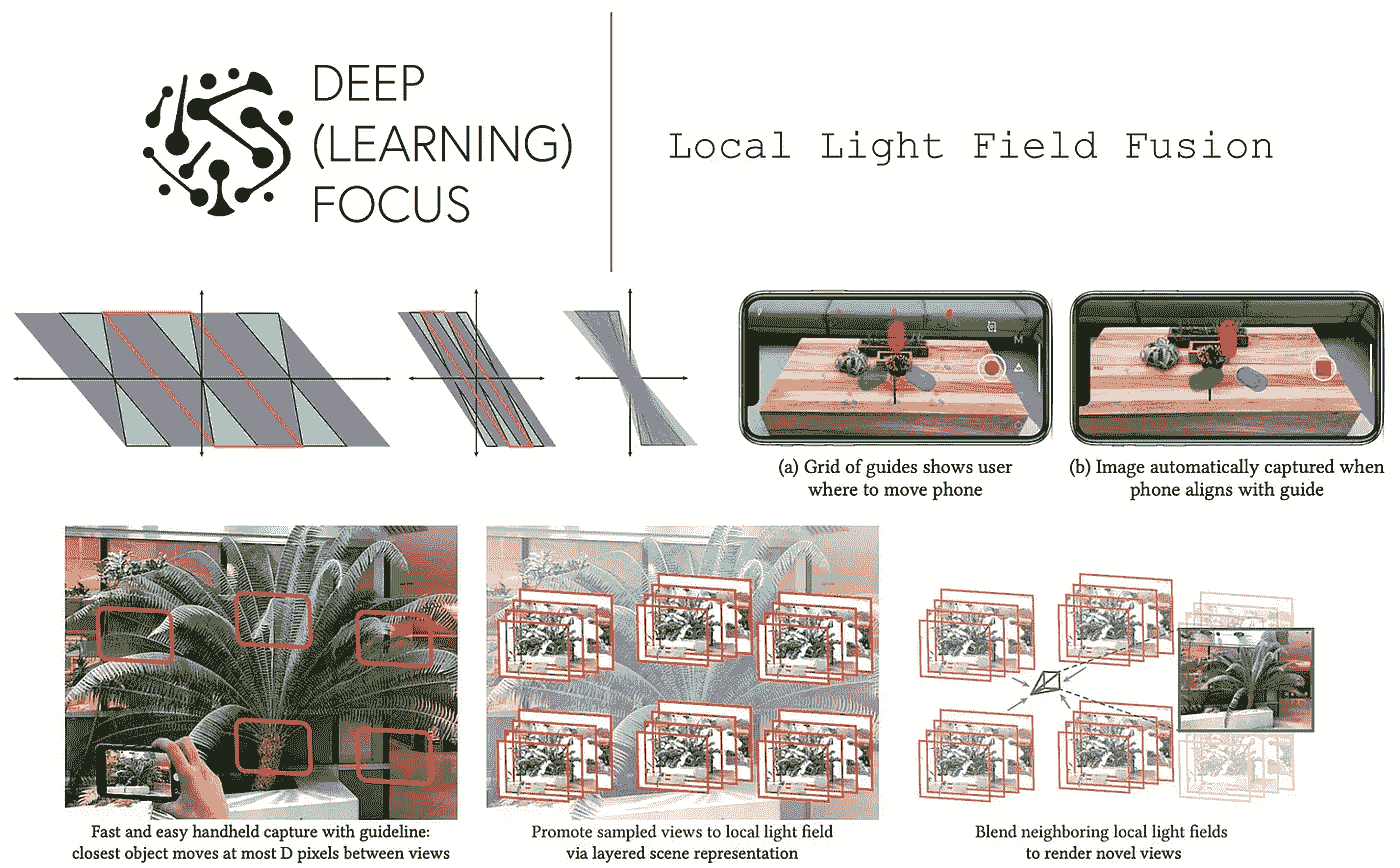 DEEP
(LEARNING)
FOCUS
Local Light Field Fusion
(a) Grid of guides shows user
where to move phone
(b) Image automatically captured when
phone aligns with guide
Fast and easy handheld capture with guideline:
closest object moves at most D pixels between views
Promote sampled views to local light field
via layered scene representation
Blend neighboring local light fields
to render novel views